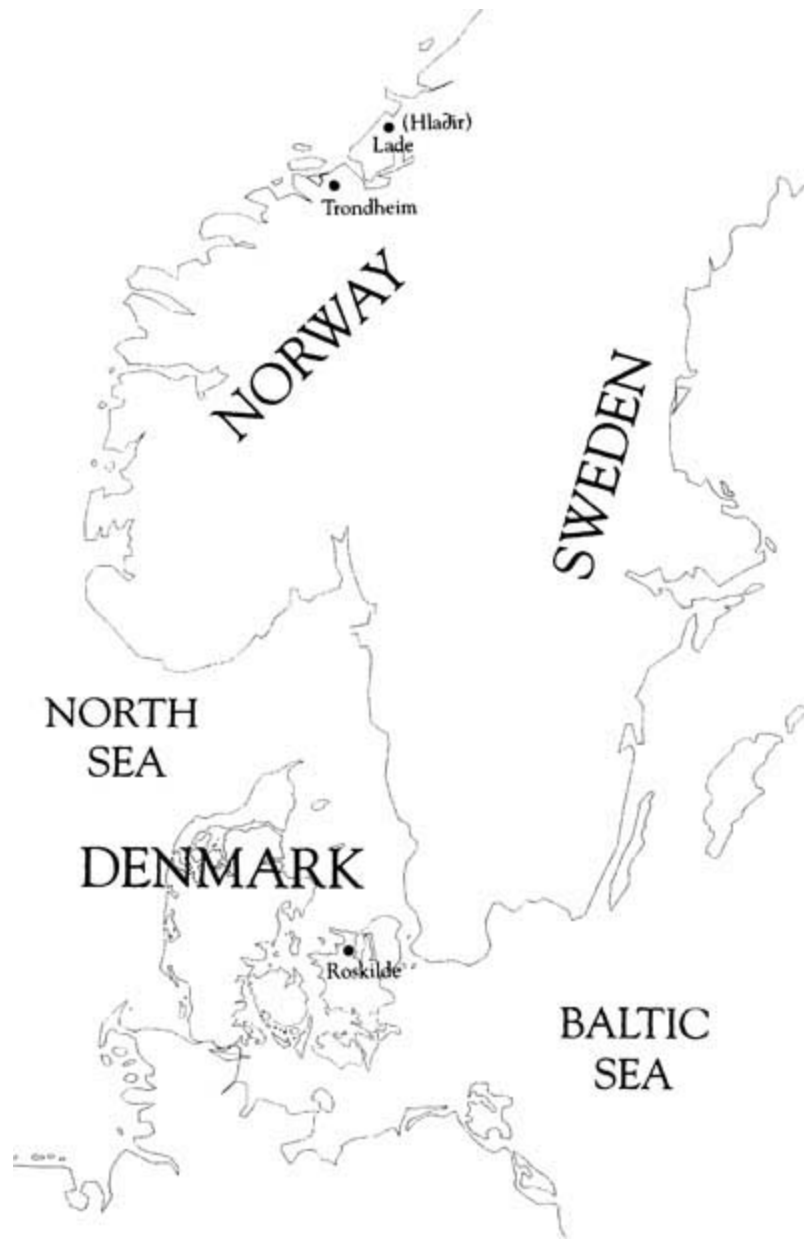 (Hlaðir)
Lade
Trondheim
NORWAY
SWEDEN
NORTH
SEA
DENMARK
Roskilde
BALTIC
SEA